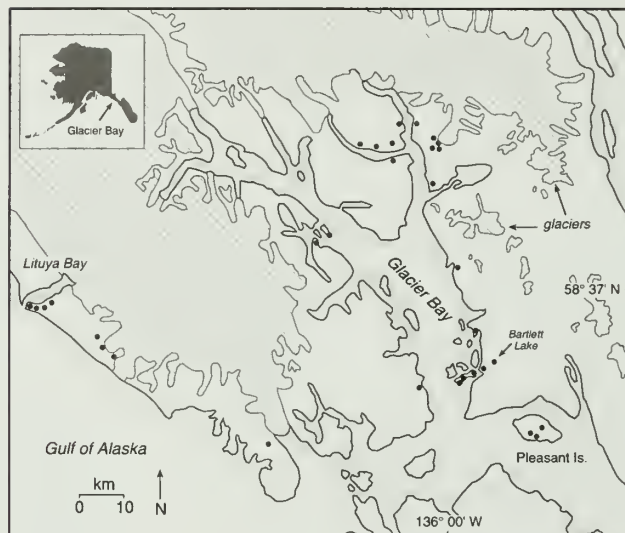 Glacier Bay
glaciers
Lituya Bay
Glacier Bay
58° 37' N
Bartlett
Lake
Gulf of Alaska
Pleasant Is.
km
0 10
N
136° 00' W